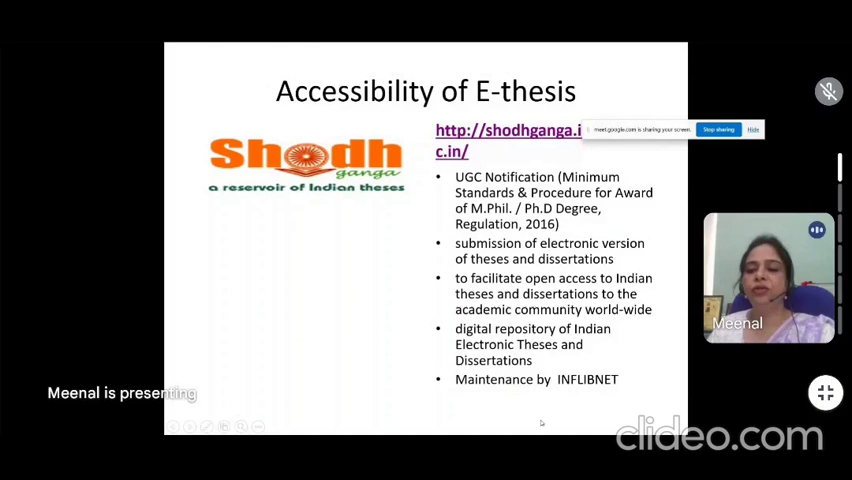 Accessibility of E-thesis
Shodh
ganga
a reservoir of Indian theses
http://shodhganga.i
c.in/
meet.google.com is sharing your screen.
Stop sharing
Hide
• UGC Notification (Minimum
Standards & Procedure for Award
of M.Phil. / Ph.D Degree,
Regulation, 2016)
• submission of electronic version
of theses and dissertations
• to facilitate open access to Indian
theses and dissertations to the
academic community world-wide
• digital repository of Indian
Electronic Theses and
Dissertations
• Maintenance by INFLIBNET
Meenal
Meenal is presenting
clideo.com